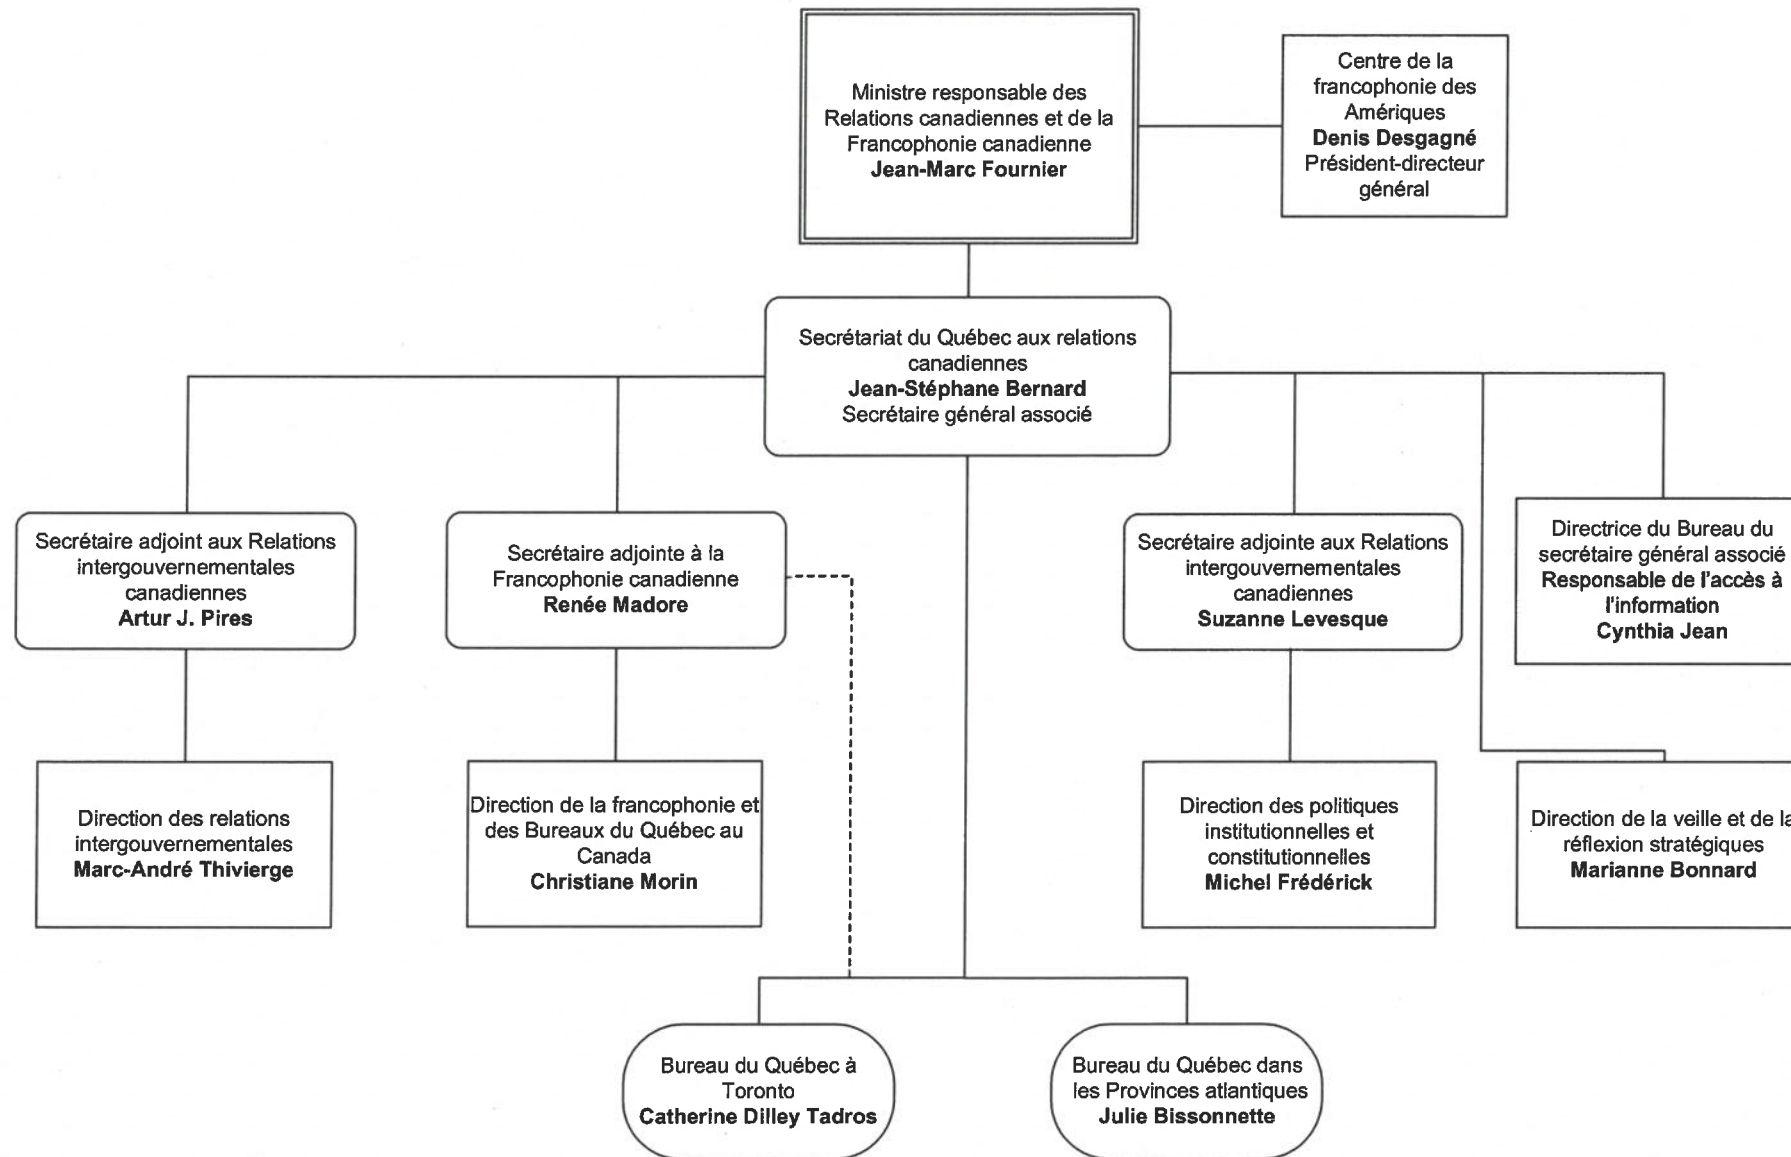 Ministre responsable des
Relations canadiennes et de la
Francophonie canadienne
Jean-Marc Fournier
Centre de la
francophonie des
Amériques
Denis Desgagné
Président-directeur
général
Secrétariat du Québec aux relations
canadiennes
Jean-Stéphane Bernard
Secrétaire général associé
Secrétaire adjoint aux Relations
intergouvernementales
canadiennes
Artur J. Pires
Secrétaire adjointe à la
Francophonie canadienne
Renée Madore
Secrétaire adjointe aux Relations
intergouvernementales
canadiennes
Suzanne Levesque
Directrice du Bureau du
secrétaire général associé
Responsable de l'accès à
l'information
Cynthia Jean
Direction des relations
intergouvernementales
Marc-André Thivierge
Direction de la francophonie et
des Bureaux du Québec au
Canada
Christiane Morin
Direction des politiques
institutionnelles et
constitutionnelles
Michel Frédérick
Direction de la veille et de la
réflexion stratégiques
Marianne Bonnard
Bureau du Québec à
Toronto
Catherine Dilley Tadros
Bureau du Québec dans
les Provinces atlantiques
Julie Bissonnette